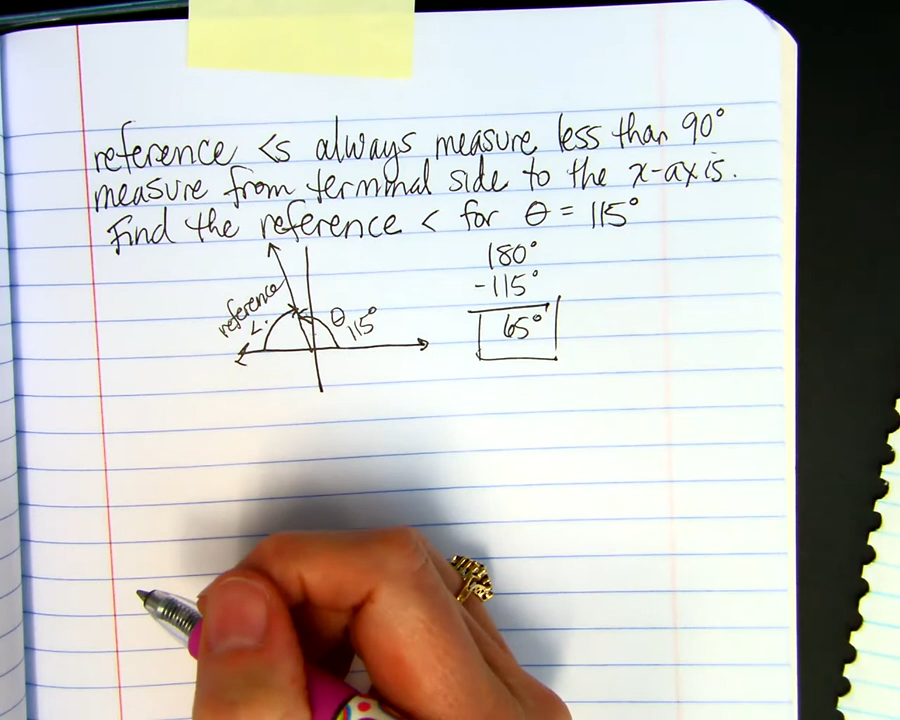 reference <s always measure less than 90°
measure from terminal side to the x-axis.
Find the reference < for θ = 115°
180°
-115°
65°
reference
<.
θ
115°